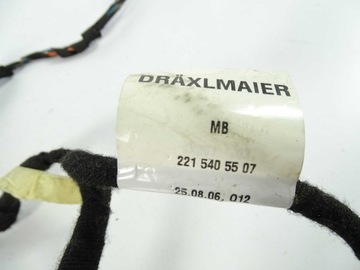 DRÄXLMAIER
MB
221 540 55 07
25.08.06. 012